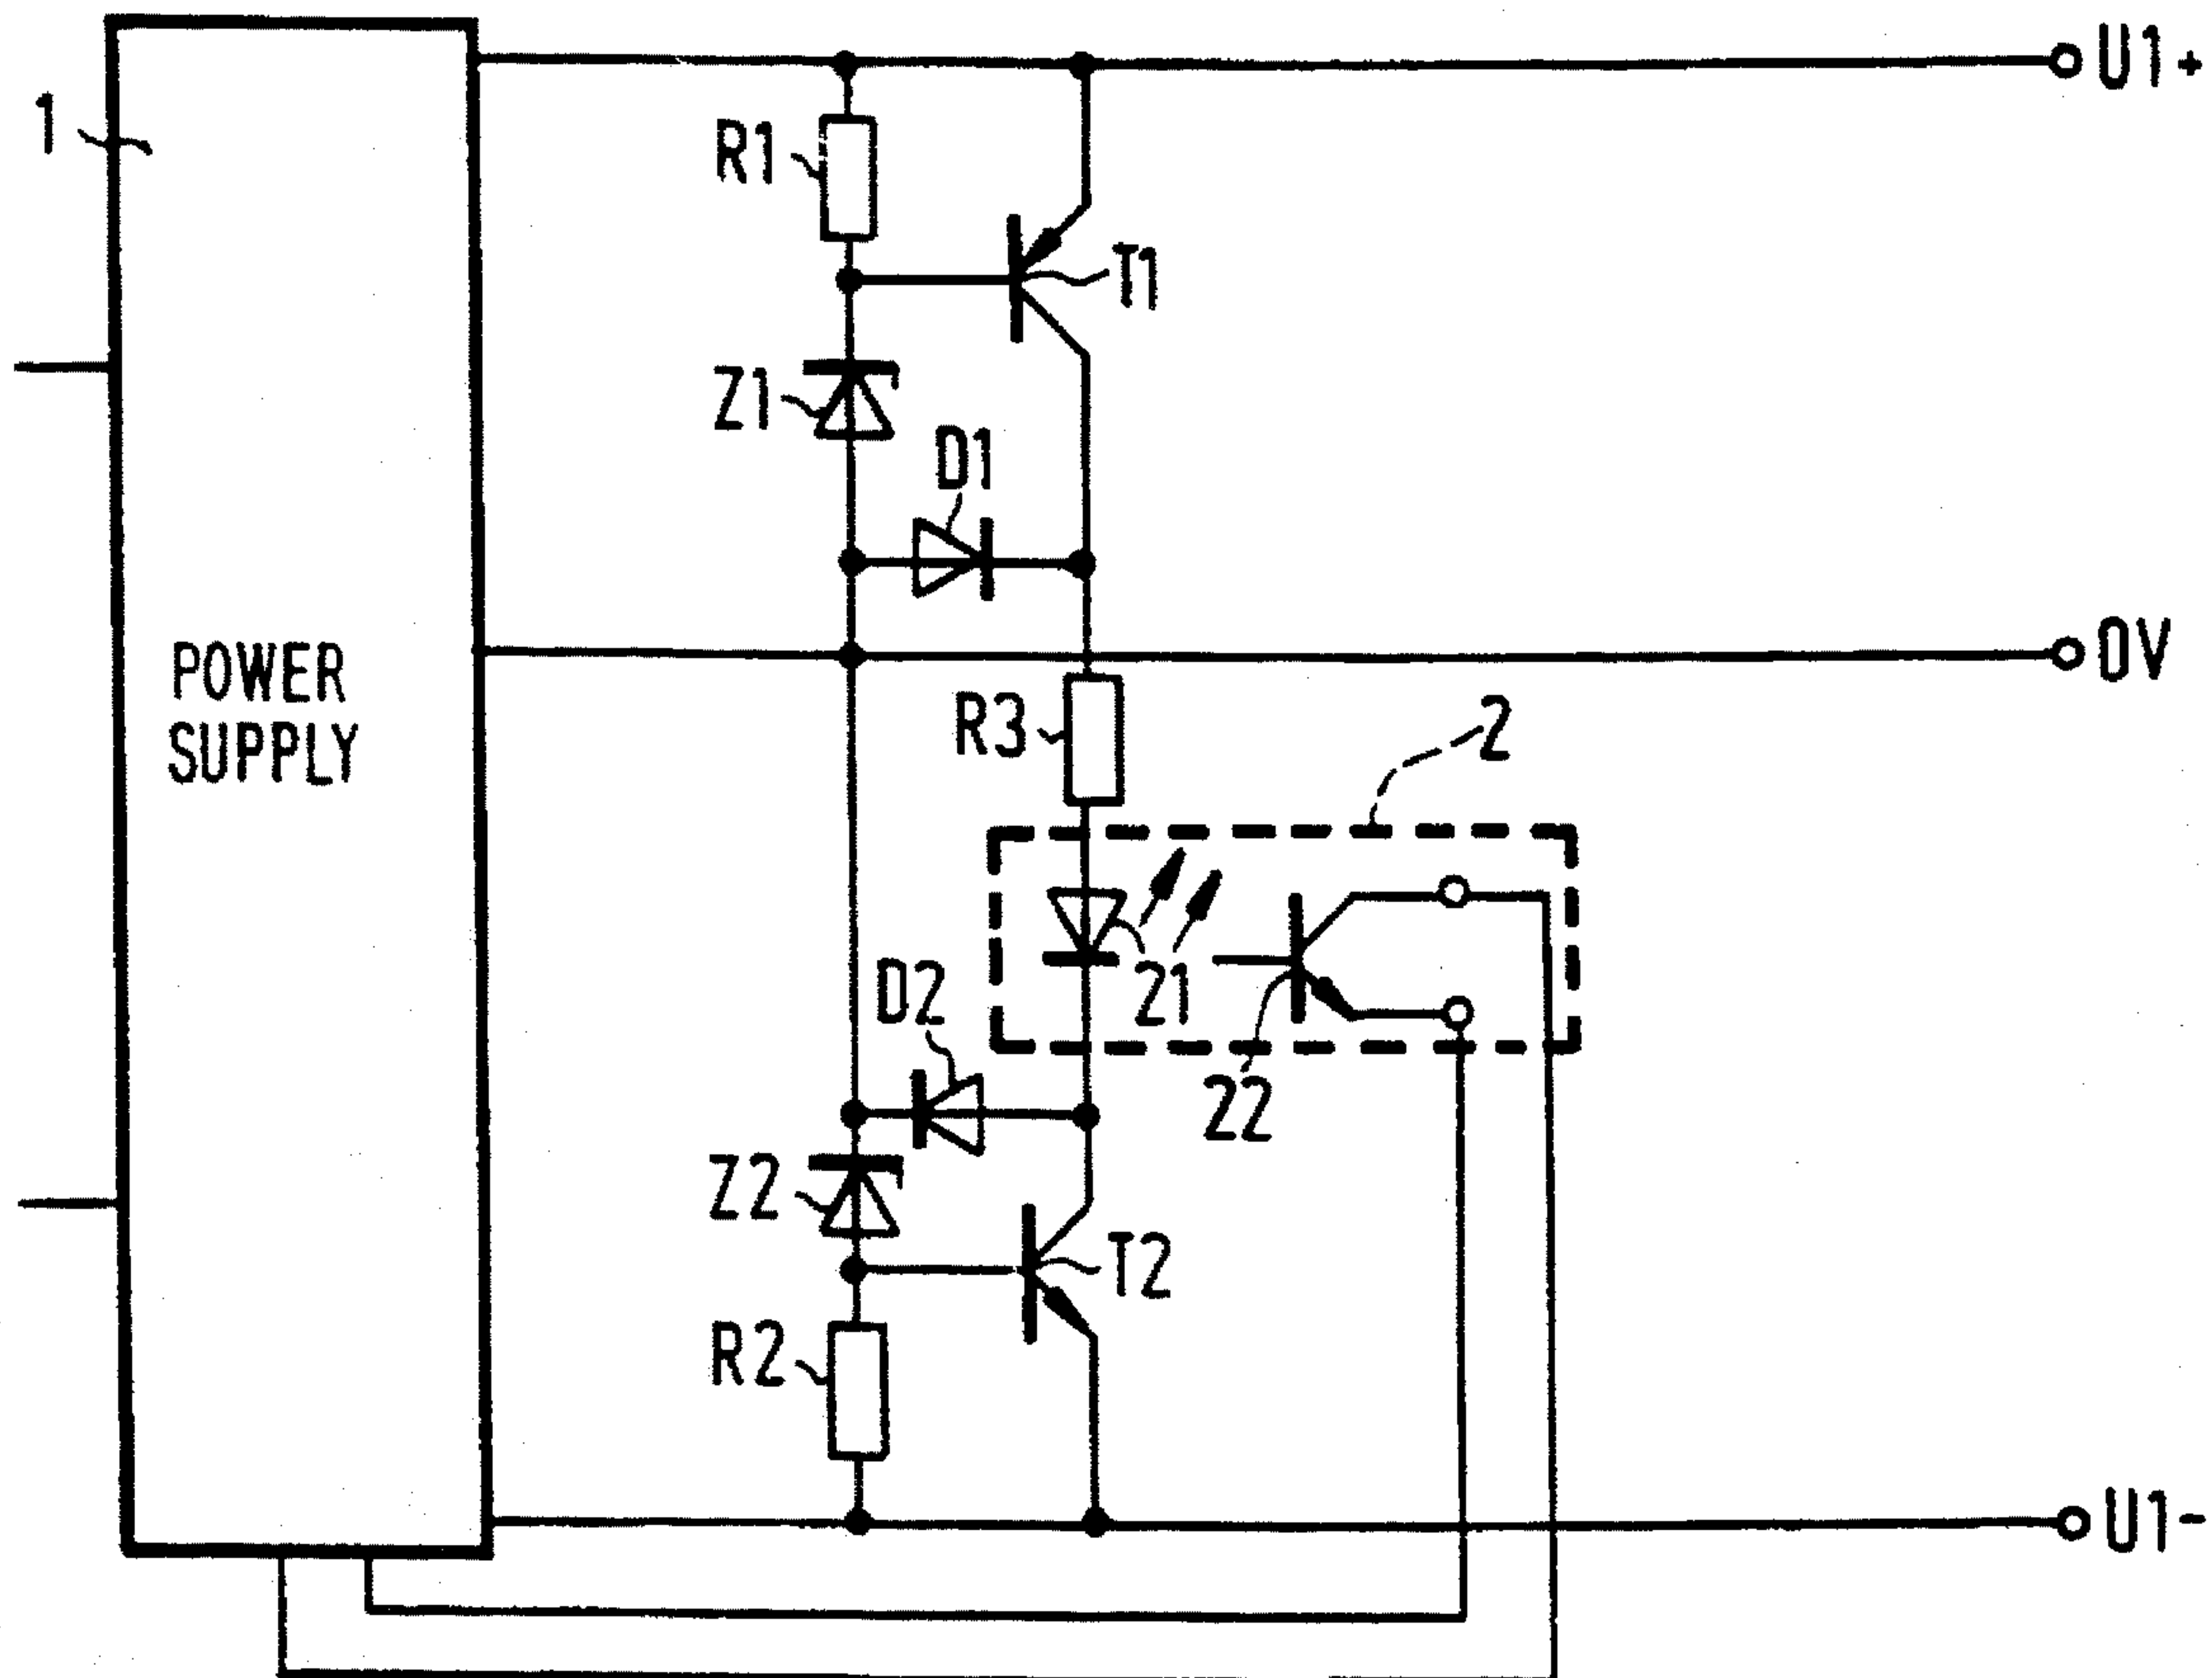 U1+
1
R1
T1
Z1
D1
0V
POWER
SUPPLY
R3
2
D2
21
22
Z2
T2
R2
U1-